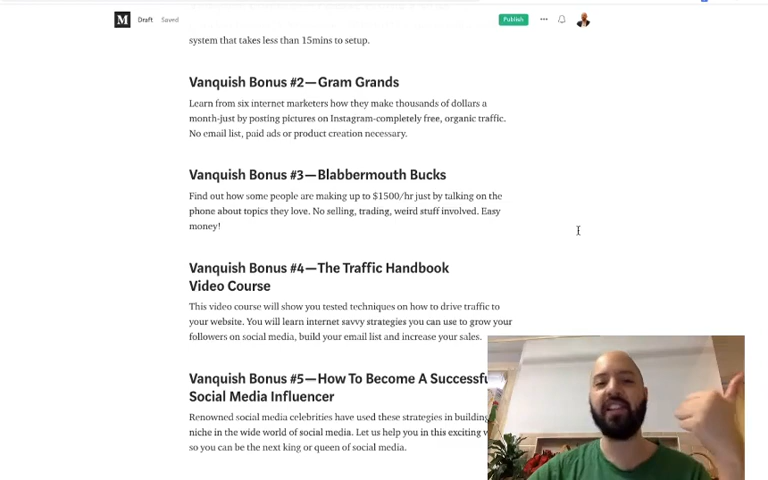 M Draft Saved Publish
system that takes less than 15mins to setup.
Vanquish Bonus #2—Gram Grands
Learn from six internet marketers how they make thousands of dollars a
month-just by posting pictures on Instagram-completely free, organic traffic.
No email list, paid ads or product creation necessary.
Vanquish Bonus #3—Blabbermouth Bucks
Find out how some people are making up to $1500/hr just by talking on the
phone about topics they love. No selling, trading, weird stuff involved. Easy
money!
Vanquish Bonus #4—The Traffic Handbook
Video Course
This video course will show you tested techniques on how to drive traffic to
your website. You will learn internet savvy strategies you can use to grow your
followers on social media, build your email list and increase your sales.
Vanquish Bonus #5—How To Become A Successfu
Social Media Influencer
Renowned social media celebrities have used these strategies in building
niche in the wide world of social media. Let us help you in this exciting
so you can be the next king or queen of social media.